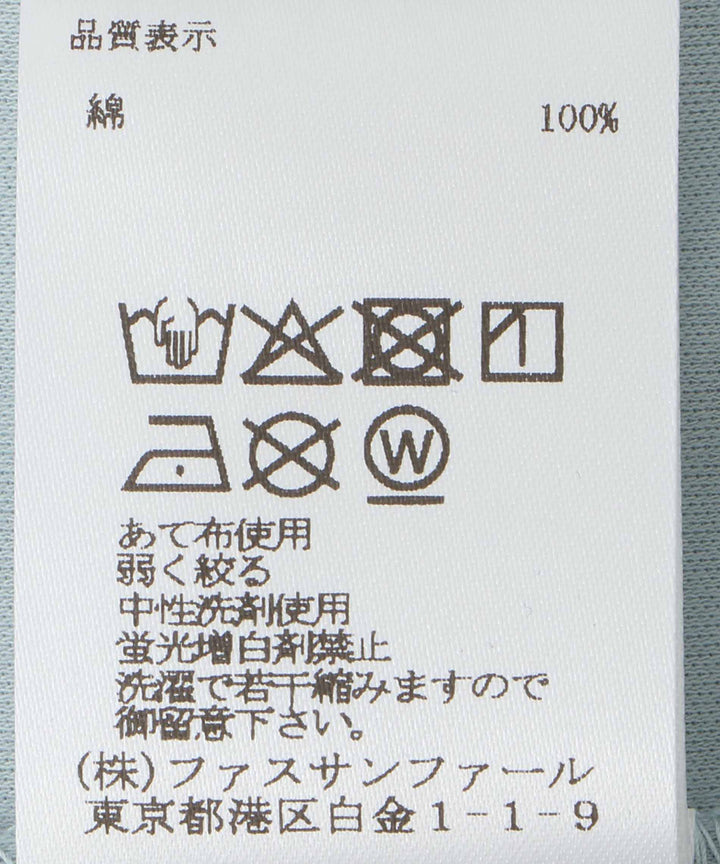 品質表示
綿 100%
W
あて布使用
弱く絞る
中性洗剤使用
蛍光増白剤禁止
洗濯で若干縮みますので
御留意下さい。
(株)ファスサンファール
東京都港区白金1-1-9